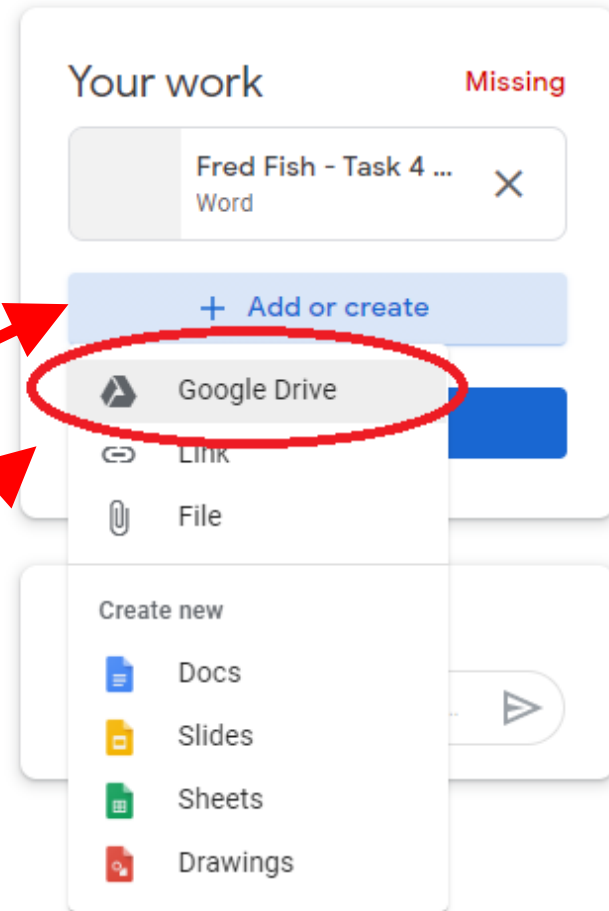 Your work Missing
Fred Fish - Task 4 ...
Word
+ Add or create
Google Drive
Link
File
Create new
Docs
Slides
Sheets
Drawings